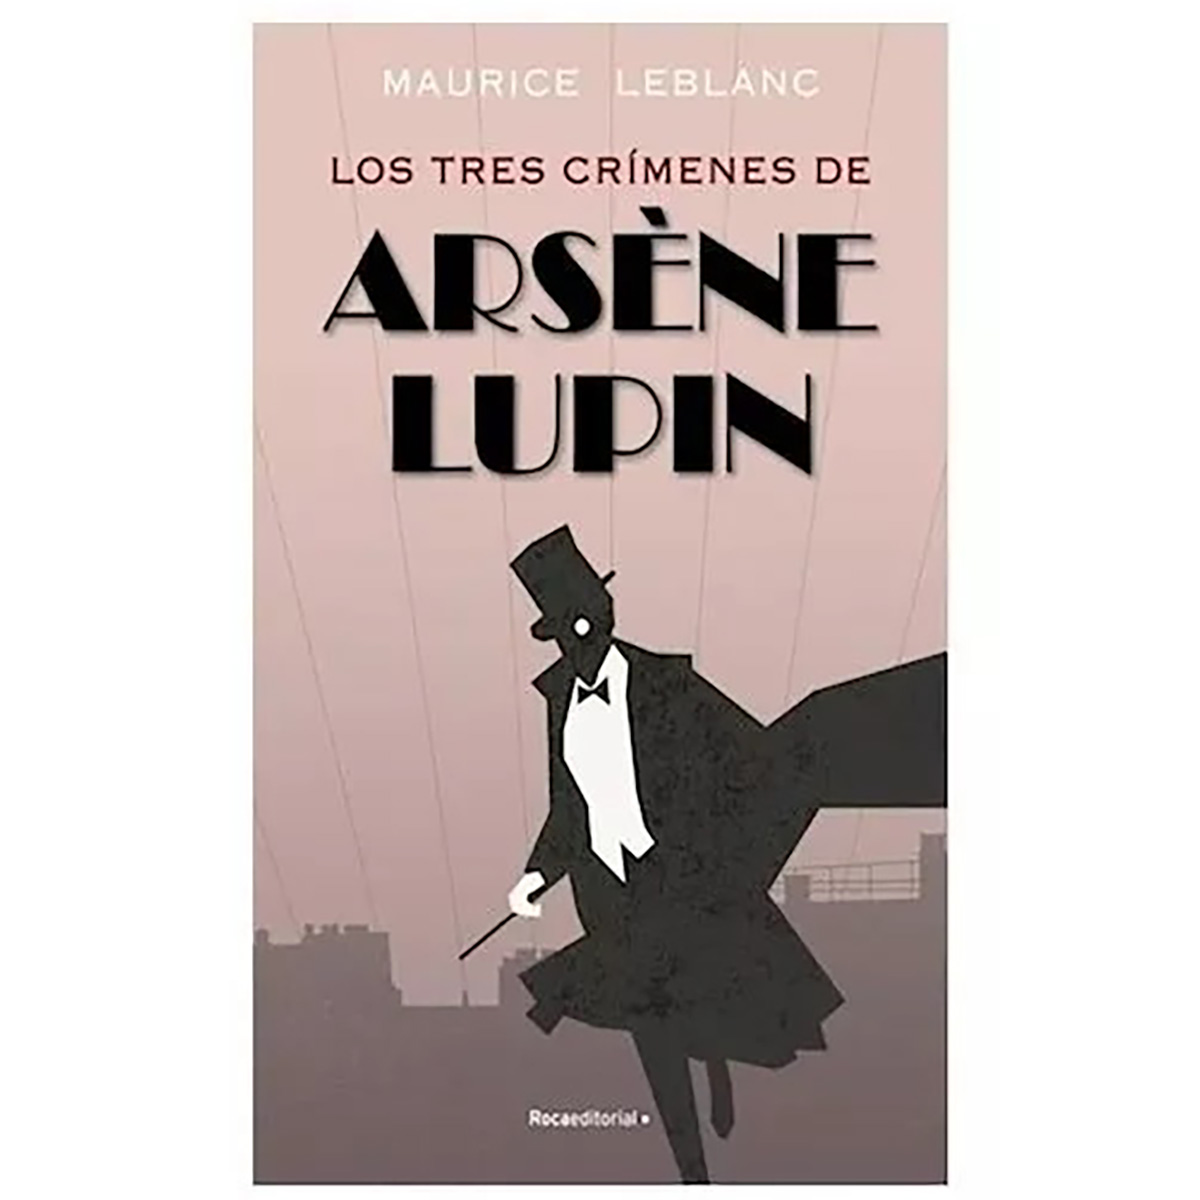 MAURICE LEBLANC
LOS TRES CRÍMENES DE
ARSÈNE
LUPIN
Rocaeditorial